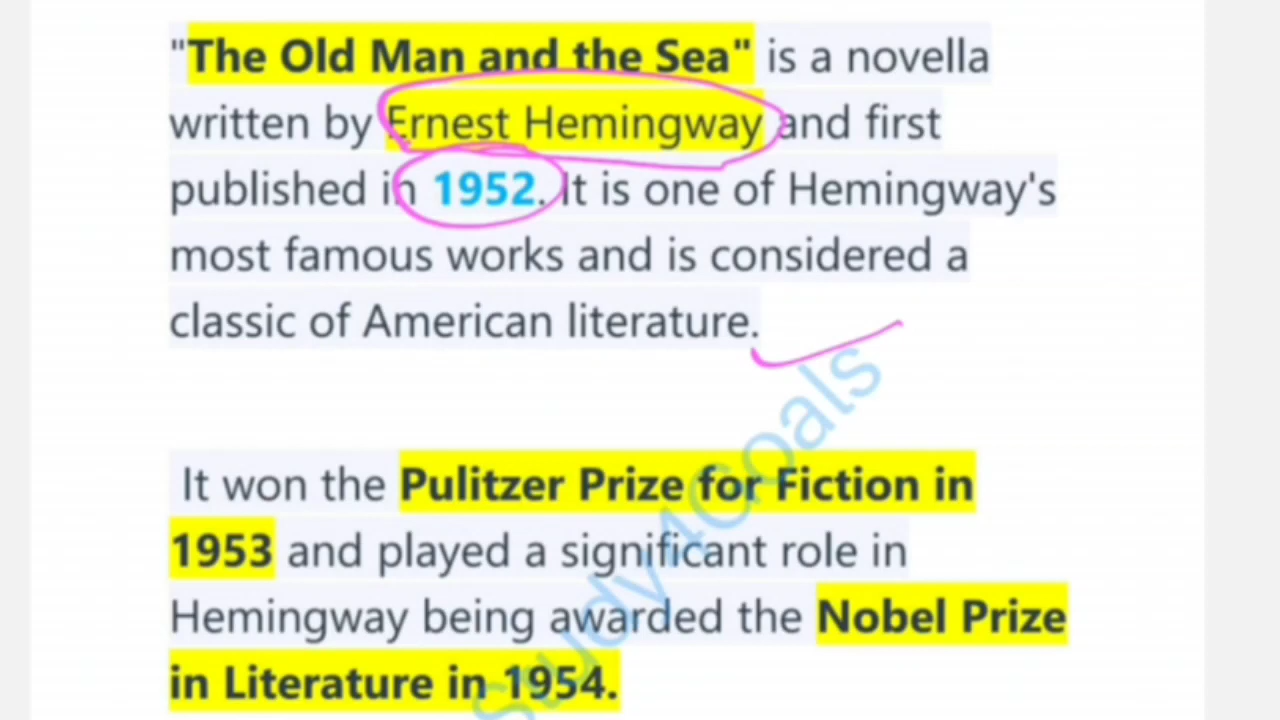 "The Old Man and the Sea" is a novella
written by Ernest Hemingway and first
published in 1952. It is one of Hemingway's
most famous works and is considered a
classic of American literature.
It won the Pulitzer Prize for Fiction in
1953 and played a significant role in
Hemingway being awarded the Nobel Prize
in Literature in 1954.
Study4Goals